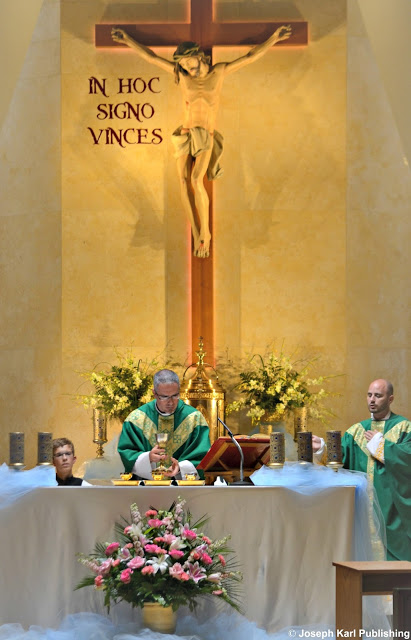 IN HOC
SIGNO
VINCES
© Joseph Karl Publishing